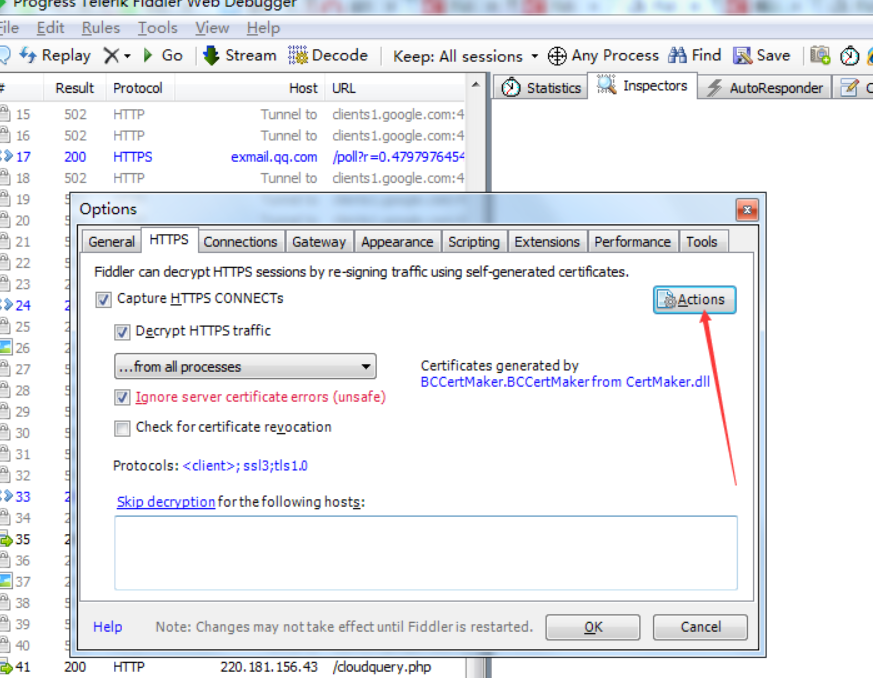 Progress Telerik Fiddler Web Debugger
File Edit Rules Tools View Help
Replay Go Stream Decode Keep: All sessions Any Process Find Save
# Result Protocol Host URL
Statistics Inspectors AutoResponder
15 502 HTTP Tunnel to clients1.google.com:4
16 502 HTTP Tunnel to clients1.google.com:4
17 200 HTTPS exmail.qq.com /poll?r=0.4797976454
18 502 HTTP Tunnel to clients1.google.com:4
19
20
21
22
23
24
25
26
27
28
29
30
31
32
33
34
35
36
37
38
39
40
41 200 HTTP 220.181.156.43 /cloudquery.php
Options
General HTTPS Connections Gateway Appearance Scripting Extensions Performance Tools
Fiddler can decrypt HTTPS sessions by re-signing traffic using self-generated certificates.
Capture HTTPS CONNECTs
Actions
Decrypt HTTPS traffic
...from all processes
Certificates generated by
BCCertMaker.BCCertMaker from CertMaker.dll
Ignore server certificate errors (unsafe)
Check for certificate revocation
Protocols: <client>; ssl3;tls1.0
Skip decryption for the following hosts:
Help Note: Changes may not take effect until Fiddler is restarted. OK Cancel